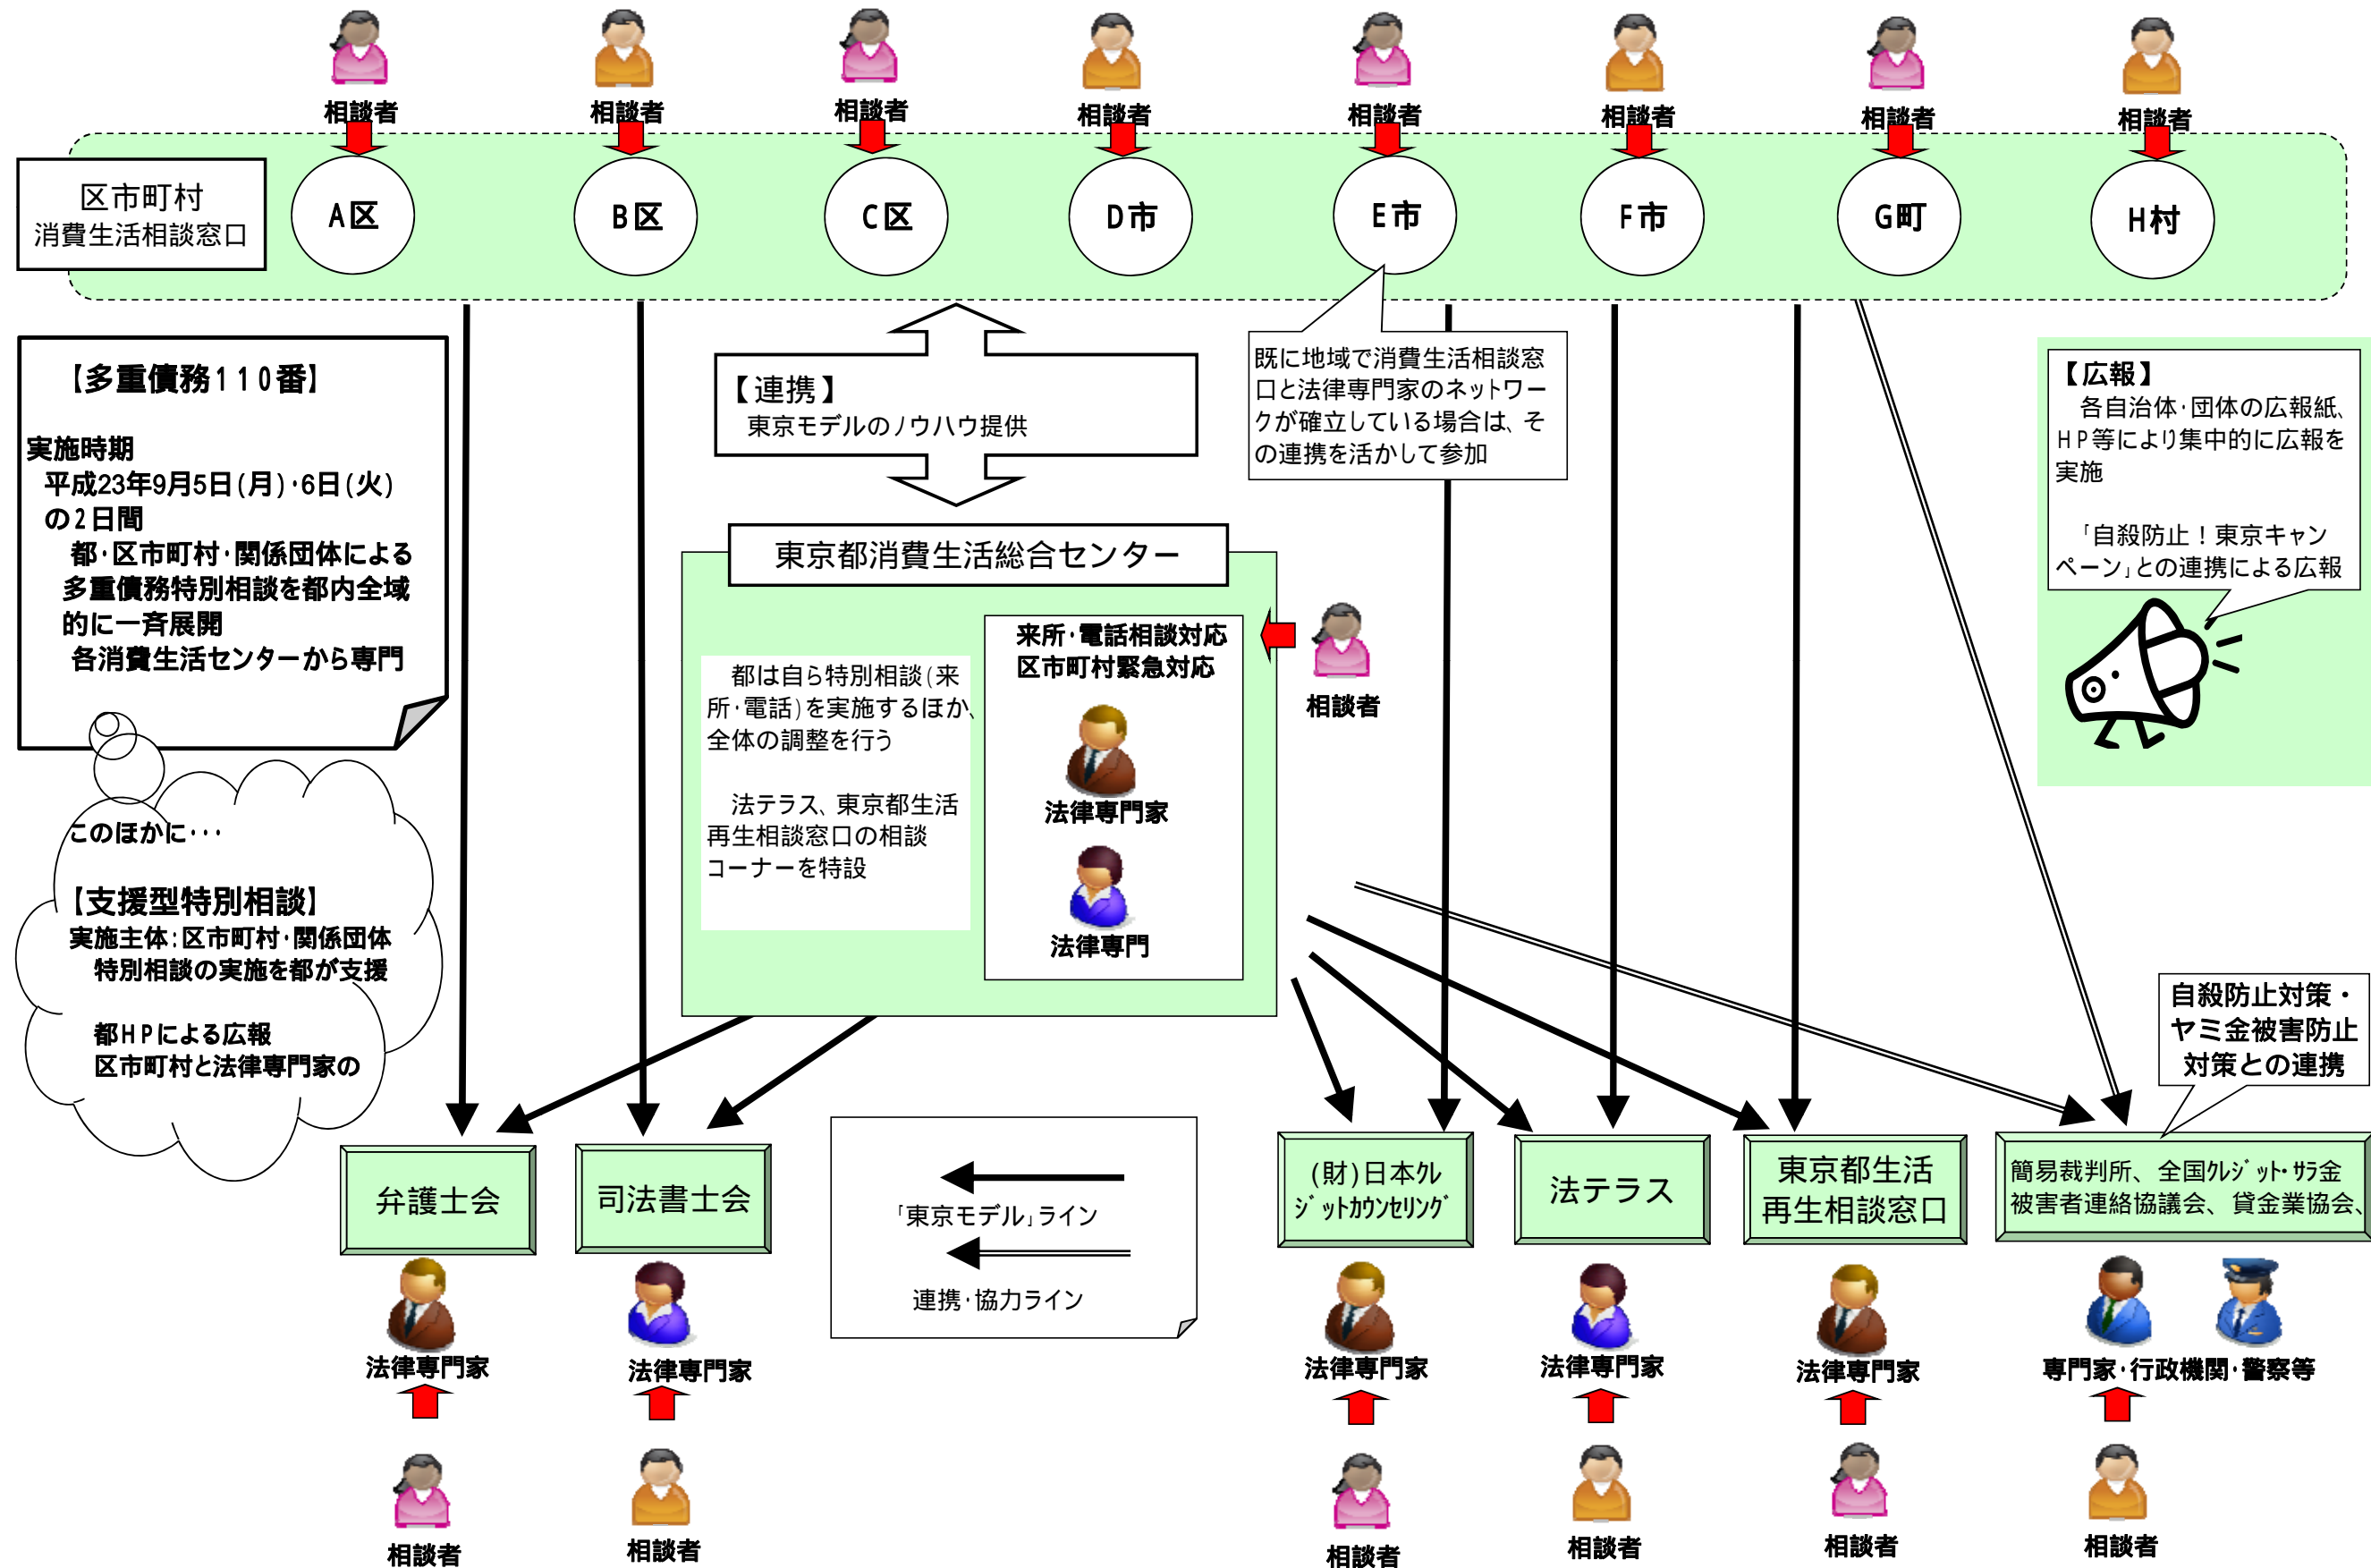 相談者
相談者
相談者
相談者
相談者
相談者
相談者
相談者
区市町村
消費生活相談窓口
A区
B区
C区
D市
E市
F市
G町
H村
【多重債務110番】
実施時期
平成23年9月5日(月)・6日(火)
の2日間
都・区市町村・関係団体による
多重債務特別相談を都内全域
的に一斉展開
各消費生活センターから専門
【連携】
東京モデルのノウハウ提供
既に地域で消費生活相談窓
口と法律専門家のネットワー
クが確立している場合は、そ
の連携を活かして参加
【広報】
各自治体・団体の広報紙、
HP等により集中的に広報を
実施
「自殺防止！東京キャン
ペーン」との連携による広報
東京都消費生活総合センター
都は自ら特別相談(来
所・電話)を実施するほか、
全体の調整を行う
法テラス、東京都生活
再生相談窓口の相談
コーナーを特設
来所・電話相談対応
区市町村緊急対応
法律専門家
法律専門
相談者
このほかに・・・
【支援型特別相談】
実施主体:区市町村・関係団体
特別相談の実施を都が支援
都HPによる広報
区市町村と法律専門家の
自殺防止対策・
ヤミ金被害防止
対策との連携
弁護士会
司法書士会
「東京モデル」ライン
連携・協力ライン
(財)日本ｸﾚ
ｼﾞｯﾄｶｳﾝｾﾘﾝｸﾞ
法テラス
東京都生活
再生相談窓口
簡易裁判所、全国ｸﾚｼﾞｯﾄ・ｻﾗ金
被害者連絡協議会、貸金業協会、
法律専門家
法律専門家
法律専門家
法律専門家
法律専門家
専門家・行政機関・警察等
相談者
相談者
相談者
相談者
相談者
相談者